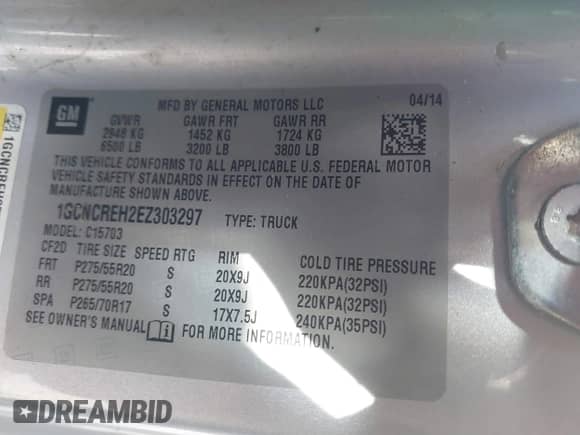 GM
MFD BY GENERAL MOTORS LLC 04/14
GVWR GAWR FRT GAWR RR
2948 KG 1452 KG 1724 KG
6500 LB 3200 LB 3800 LB
THIS VEHICLE CONFORMS TO ALL APPLICABLE U.S. FEDERAL MOTOR
VEHICLE SAFETY STANDARDS IN EFFECT ON THE DATE OF
MANUFACTURE SHOWN ABOVE.
1GCNCREH2EZ303297 TYPE: TRUCK
MODEL: C15703
CF2D TIRE SIZE SPEED RTG RIM COLD TIRE PRESSURE
FRT P275/55R20 S 20X9J 220KPA(32PSI)
RR P275/55R20 S 20X9J 220KPA(32PSI)
SPA P265/70R17 S 17X7.5J 240KPA(35PSI)
SEE OWNER'S MANUAL i FOR MORE INFORMATION.
DREAMBID